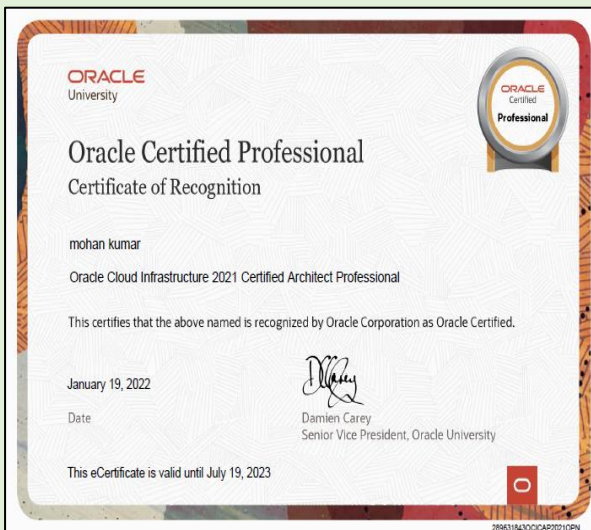 ORACLE
University
ORACLE
Certified
Professional
Oracle Certified Professional
Certificate of Recognition
mohan kumar
Oracle Cloud Infrastructure 2021 Certified Architect Professional
This certifies that the above named is recognized by Oracle Corporation as Oracle Certified.
January 19, 2022
Date
Damien Carey
Senior Vice President, Oracle University
This eCertificate is valid until July 19, 2023
289631843OCICAP2021OPN